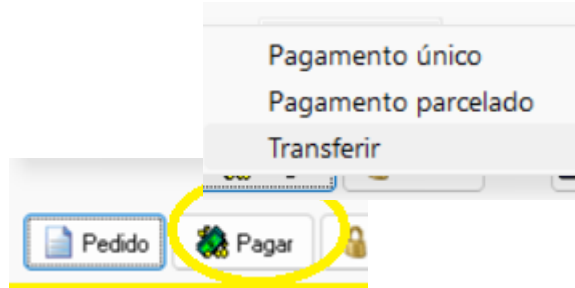 Pagamento único
Pagamento parcelado
Transferir
Pedido
Pagar